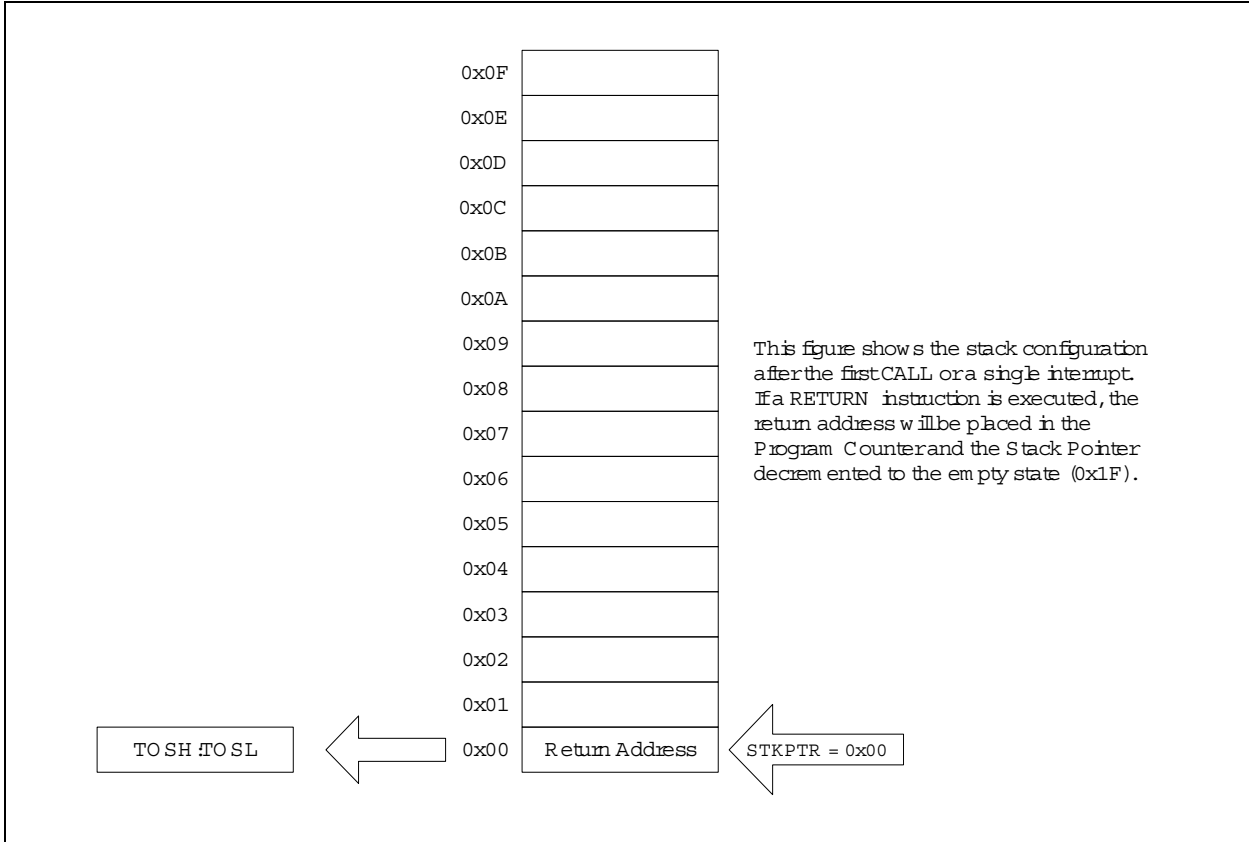 0x0F
0x0E
0x0D
0x0C
0x0B
0x0A
0x09
0x08
0x07
0x06
0x05
0x04
0x03
0x02
0x01
TOSH:TOSL 0x00 Return Address STKPTR = 0x00
This figure shows the stack configuration
after the first CALL or a single interrupt.
If a RETURN instruction is executed, the
return address will be placed in the
Program Counter and the Stack Pointer
decremented to the empty state (0x1F).